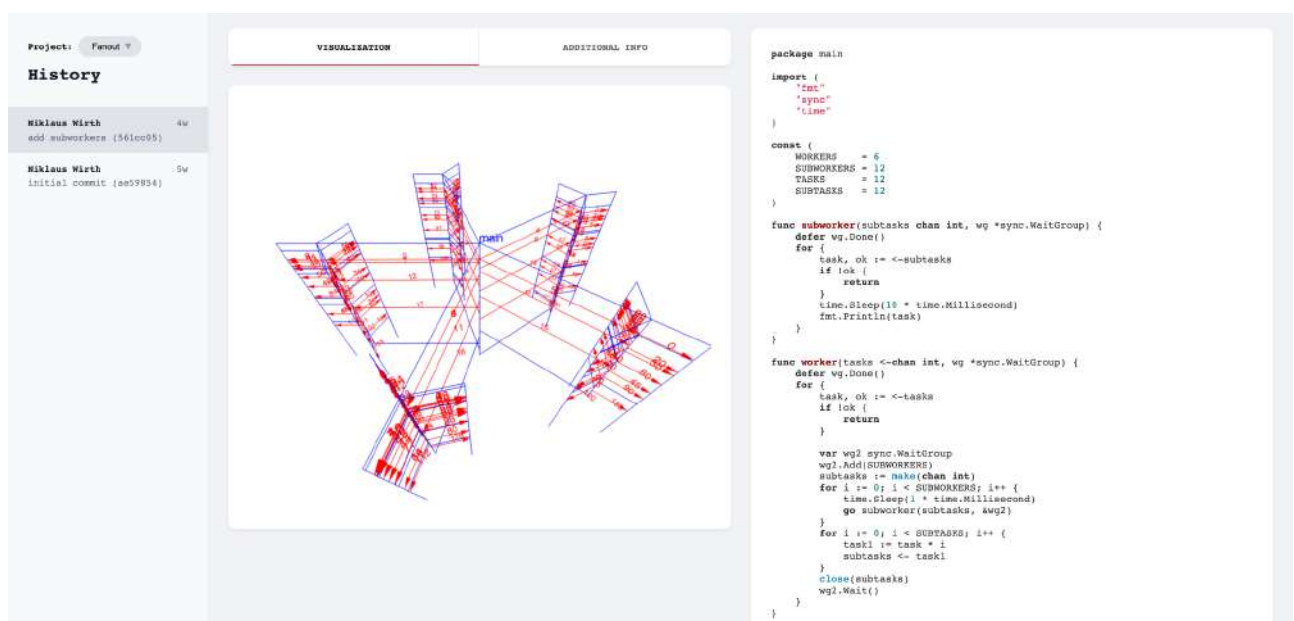 Project: Fanout
History
Niklaus Wirth 4w
add subworkers (561cc05)
Niklaus Wirth 5w
initial commit (ae59854)
VISUALIZATION
ADDITIONAL INFO
main
12
17
11
16
0
package main
import (
"fmt"
"sync"
"time"
)
const (
WORKERS = 6
SUBWORKERS = 12
TASKS = 12
SUBTASKS = 12
)
func subworker(subtasks chan int, wg *sync.WaitGroup) {
defer wg.Done()
for {
task, ok := <-subtasks
if !ok {
return
}
time.Sleep(10 * time.Millisecond)
fmt.Println(task)
}
}
func worker(tasks <-chan int, wg *sync.WaitGroup) {
defer wg.Done()
for {
task, ok := <-tasks
if !ok {
return
}
var wg2 sync.WaitGroup
wg2.Add(SUBWORKERS)
subtasks := make(chan int)
for i := 0; i < SUBWORKERS; i++ {
time.Sleep(1 * time.Millisecond)
go subworker(subtasks, &wg2)
}
for i := 0; i < SUBTASKS; i++ {
task1 := task * i
subtasks <- task1
}
close(subtasks)
wg2.Wait()
}
}